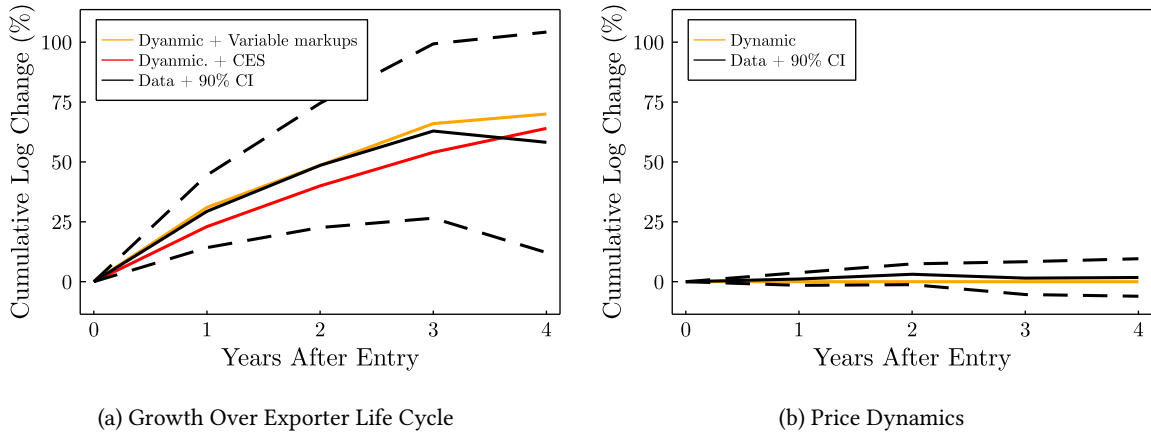 Cumulative Log Change (%)
100
75
50
25
0
Dyanmic + Variable markups
Dyanmic. + CES
Data + 90% CI
0 1 2 3 4
Years After Entry
(a) Growth Over Exporter Life Cycle
Cumulative Log Change (%)
100
75
50
25
0
Dynamic
Data + 90% CI
0 1 2 3 4
Years After Entry
(b) Price Dynamics